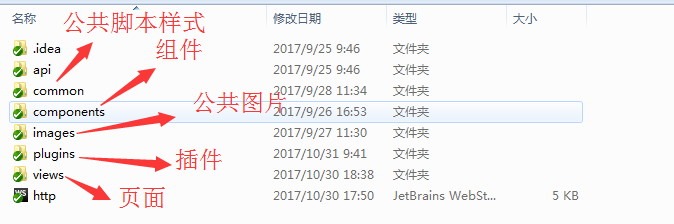 名称 修改日期 类型 大小
公共脚本样式
.idea 2017/9/25 9:46 文件夹
组件
api 2017/9/25 9:46 文件夹
common 2017/9/28 11:34 文件夹
公共图片
components 2017/9/26 16:53 文件夹
images 2017/9/27 11:30 文件夹
plugins 2017/10/31 9:41 文件夹
插件
views 2017/10/30 18:38 文件夹
页面
http 2017/10/30 17:50 JetBrains WebSt... 5 KB